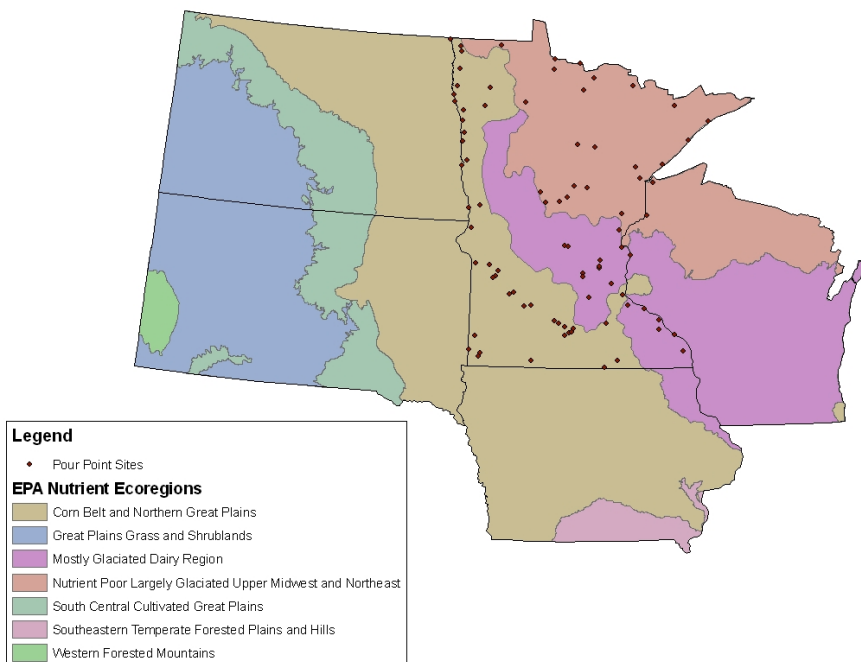 Legend
Pour Point Sites
EPA Nutrient Ecoregions
Corn Belt and Northern Great Plains
Great Plains Grass and Shrublands
Mostly Glaciated Dairy Region
Nutrient Poor Largely Glaciated Upper Midwest and Northeast
South Central Cultivated Great Plains
Southeastern Temperate Forested Plains and Hills
Western Forested Mountains